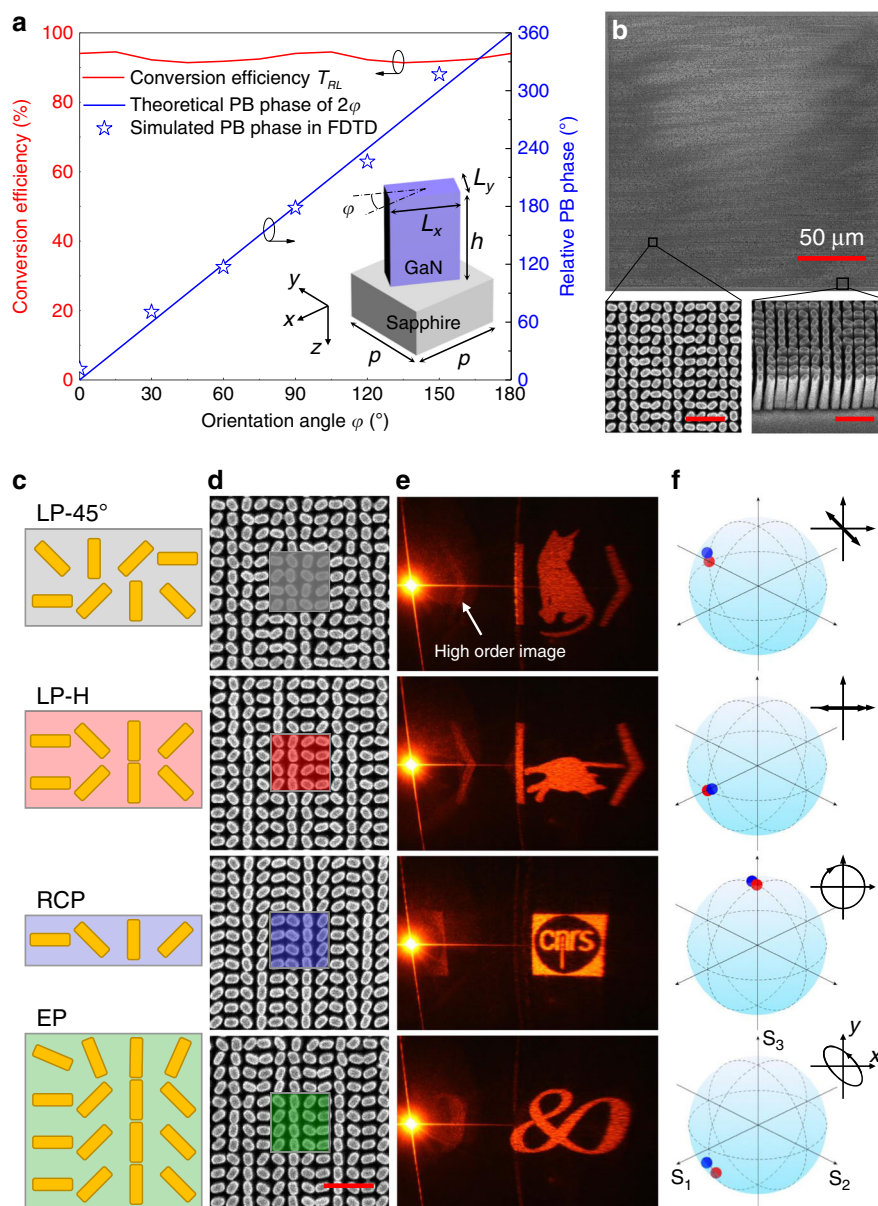 a
100
80
60
40
20
0
Conversion efficiency (%)
Conversion efficiency T_RL
Theoretical PB phase of 2φ
Simulated PB phase in FDTD
360
300
240
180
120
60
0
Relative PB phase (°)
0 30 60 90 120 150 180
Orientation angle φ (°)
φ
L_y
L_x
h
GaN
Sapphire
p p
y
x
z
b
50 μm
c
LP-45°
LP-H
RCP
EP
d
e
High order image
cnrs
&
f
y
x
S_3
S_1
S_2